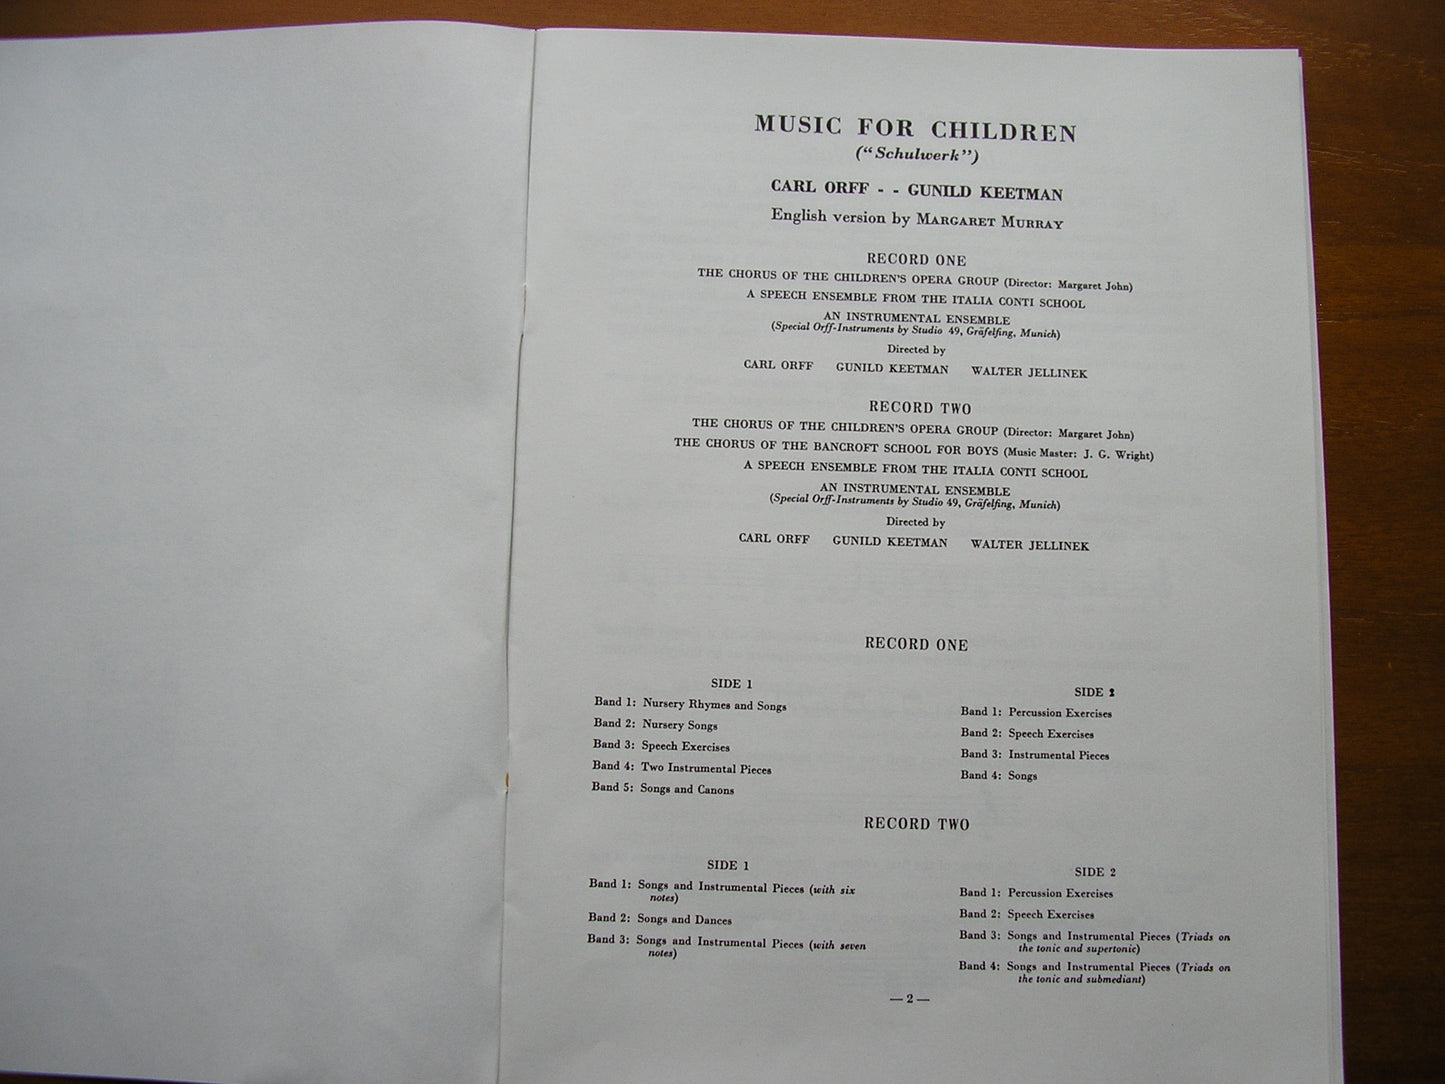 MUSIC FOR CHILDREN
("Schulwerk")
CARL ORFF - - GUNILD KEETMAN
English version by MARGARET MURRAY
RECORD ONE
THE CHORUS OF THE CHILDREN'S OPERA GROUP (Director: Margaret John)
A SPEECH ENSEMBLE FROM THE ITALIA CONTI SCHOOL
AN INSTRUMENTAL ENSEMBLE
(Special Orff-Instruments by Studio 49, Gräfelfing, Munich)
Directed by
CARL ORFF GUNILD KEETMAN WALTER JELLINEK
RECORD TWO
THE CHORUS OF THE CHILDREN'S OPERA GROUP (Director: Margaret John)
THE CHORUS OF THE BANCROFT SCHOOL FOR BOYS (Music Master: J. G. Wright)
A SPEECH ENSEMBLE FROM THE ITALIA CONTI SCHOOL
AN INSTRUMENTAL ENSEMBLE
(Special Orff-Instruments by Studio 49, Gräfelfing, Munich)
Directed by
CARL ORFF GUNILD KEETMAN WALTER JELLINEK
RECORD ONE
SIDE 1
Band 1: Nursery Rhymes and Songs
Band 2: Nursery Songs
Band 3: Speech Exercises
Band 4: Two Instrumental Pieces
Band 5: Songs and Canons
SIDE 2
Band 1: Percussion Exercises
Band 2: Speech Exercises
Band 3: Instrumental Pieces
Band 4: Songs
RECORD TWO
SIDE 1
Band 1: Songs and Instrumental Pieces (with six
notes)
Band 2: Songs and Dances
Band 3: Songs and Instrumental Pieces (with seven
notes)
SIDE 2
Band 1: Percussion Exercises
Band 2: Speech Exercises
Band 3: Songs and Instrumental Pieces (Triads on
the tonic and supertonic)
Band 4: Songs and Instrumental Pieces (Triads on
the tonic and submediant)
— 2 —